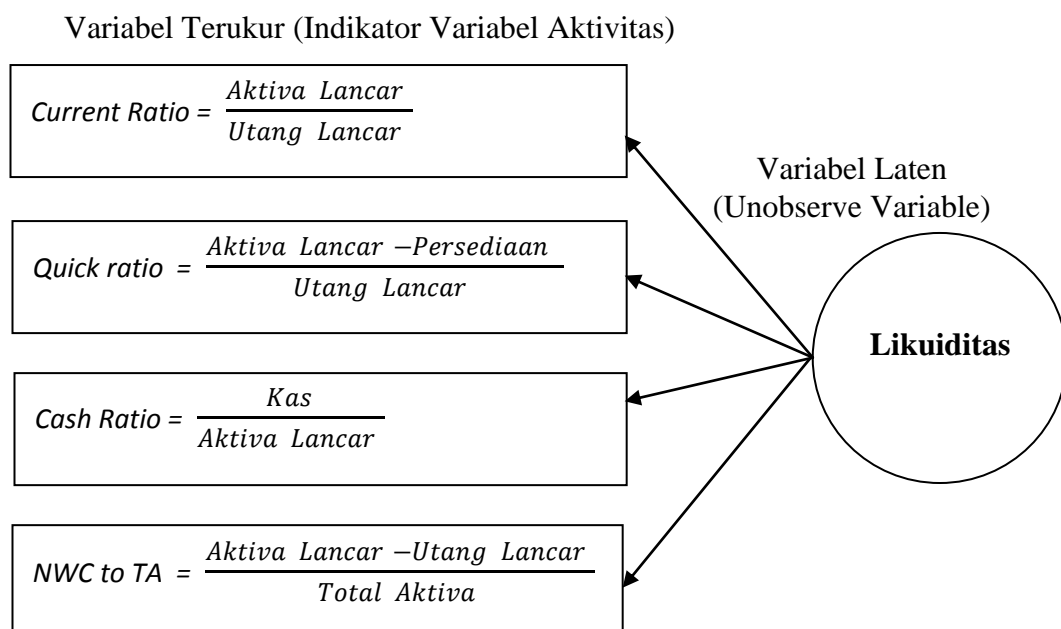 Variabel Terukur (Indikator Variabel Aktivitas)
Current Ratio = Aktiva Lancar
Utang Lancar
Variabel Laten
(Unobserve Variable)
Quick ratio = Aktiva Lancar –Persediaan
Utang Lancar
Likuiditas
Cash Ratio = Kas
Aktiva Lancar
NWC to TA = Aktiva Lancar –Utang Lancar
Total Aktiva